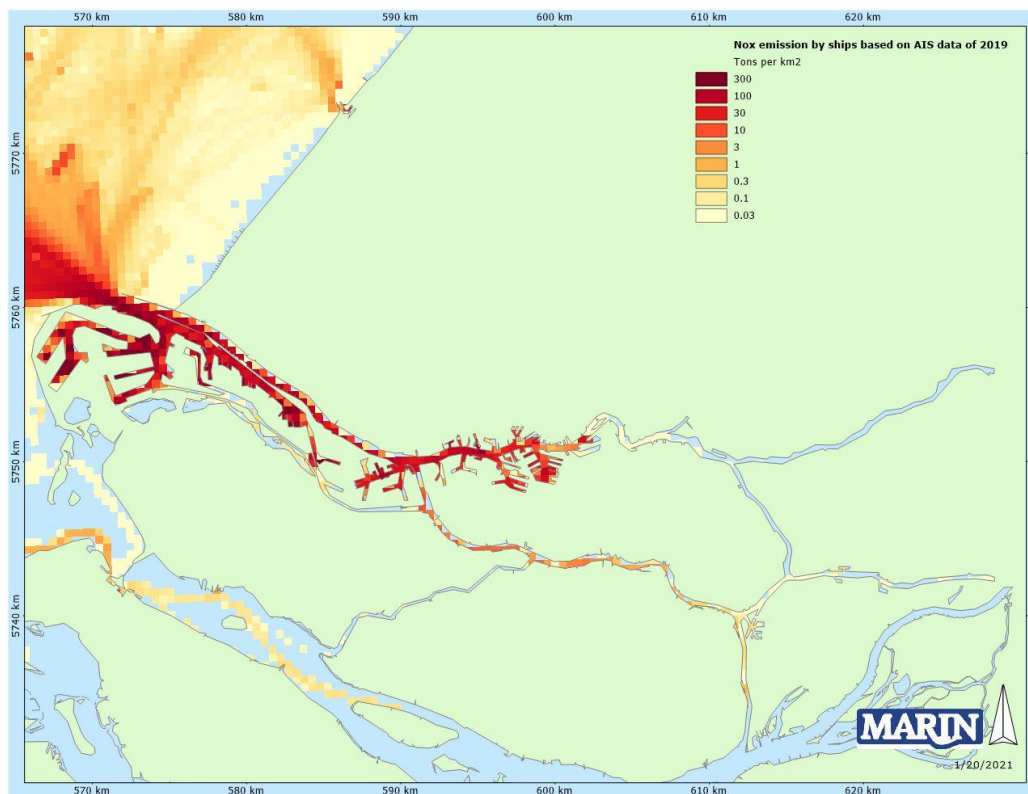 570 km 580 km 590 km 600 km 610 km 620 km
Nox emission by ships based on AIS data of 2019
Tons per km2
300
100
30
10
3
1
0.3
0.1
0.03
5770 km
5760 km
5750 km
5740 km
MARIN
1/20/2021
570 km 580 km 590 km 600 km 610 km 620 km